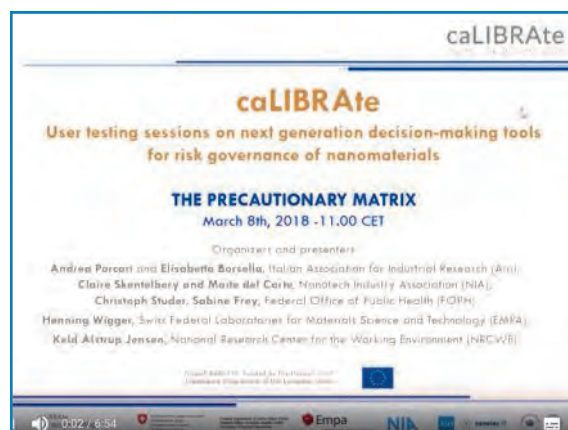 caLIBRAte
caLIBRAte
User testing sessions on next generation decision-making tools
for risk governance of nanomaterials
THE PRECAUTIONARY MATRIX
March 8th, 2018 -11.00 CET
Organizers and presenters
Andrea Porcari and Elisabetta Borsella, Italian Association for Industrial Research (Airi),
Claire Skentelbery and Maite del Corte, Nanotech Industry Association (NIA),
Christoph Studer, Sabine Frey, Federal Office of Public Health (FOPH)
Henning Wigger, Swiss Federal Laboratories for Materials Science and Technology (EMPA),
Keld Alstrup Jensen, National Research Center for the Working Environment (NRCWE)
0:02 / 6:54
Empa
NIA